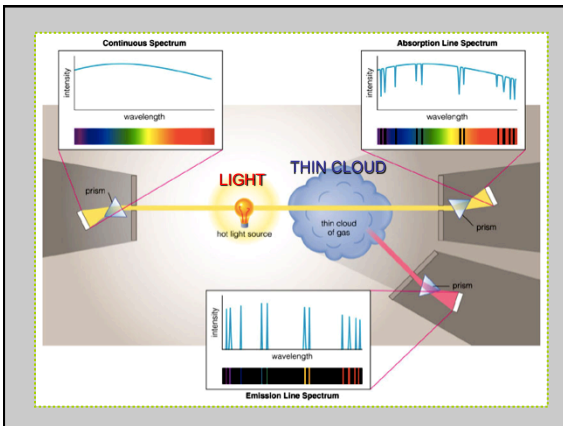 Continuous Spectrum
intensity
wavelength
Absorption Line Spectrum
intensity
wavelength
LIGHT
THIN CLOUD
prism
hot light source
thin cloud
of gas
prism
prism
intensity
wavelength
Emission Line Spectrum